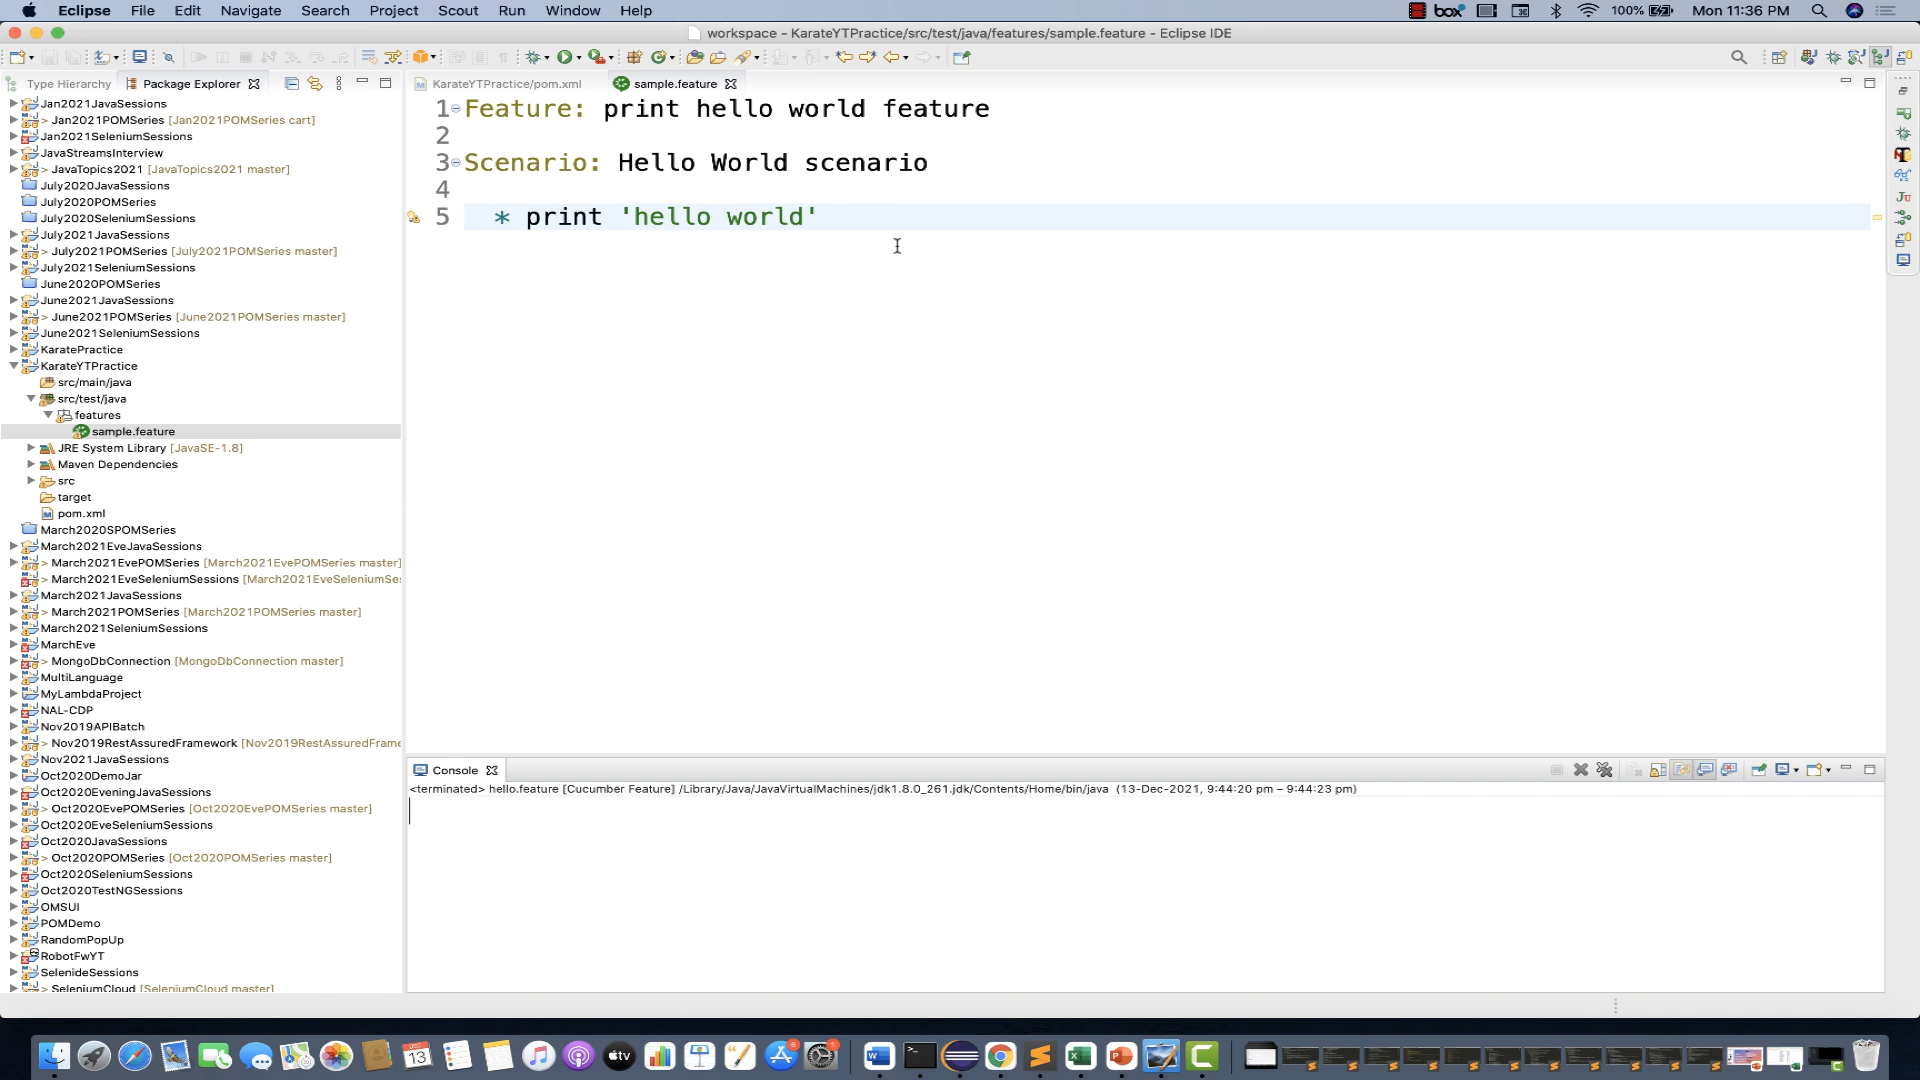 Eclipse File Edit Navigate Search Project Scout Run Window Help
box 100% Mon 11:36 PM
workspace - KarateYTPractice/src/test/java/features/sample.feature - Eclipse IDE
Type Hierarchy Package Explorer
KarateYTPractice/pom.xml sample.feature
Jan2021JavaSessions
> Jan2021POMSeries [Jan2021POMSeries cart]
Jan2021SeleniumSessions
JavaStreamsInterview
> JavaTopics2021 [JavaTopics2021 master]
July2020JavaSessions
July2020POMSeries
July2020SeleniumSessions
July2021JavaSessions
> July2021POMSeries [July2021POMSeries master]
July2021SeleniumSessions
June2020POMSeries
June2021JavaSessions
> June2021POMSeries [June2021POMSeries master]
June2021SeleniumSessions
KaratePractice
KarateYTPractice
src/main/java
src/test/java
features
sample.feature
JRE System Library [JavaSE-1.8]
Maven Dependencies
src
target
pom.xml
March2020SPOMSeries
March2021EveJavaSessions
> March2021EvePOMSeries [March2021EvePOMSeries master]
> March2021EveSeleniumSessions [March2021EveSeleniumSe
March2021JavaSessions
> March2021POMSeries [March2021POMSeries master]
March2021SeleniumSessions
MarchEve
> MongoDbConnection [MongoDbConnection master]
MultiLanguage
MyLambdaProject
NAL-CDP
Nov2019APIBatch
> Nov2019RestAssuredFramework [Nov2019RestAssuredFrame
Nov2021JavaSessions
Oct2020DemoJar
Oct2020EveningJavaSessions
> Oct2020EvePOMSeries [Oct2020EvePOMSeries master]
Oct2020EveSeleniumSessions
Oct2020JavaSessions
> Oct2020POMSeries [Oct2020POMSeries master]
Oct2020SeleniumSessions
Oct2020TestNGSessions
OMSUI
POMDemo
RandomPopUp
RobotFwYT
SelenideSessions
> SeleniumCloud [SeleniumCloud master]
1 Feature: print hello world feature
2
3 Scenario: Hello World scenario
4
5 * print 'hello world'
Console
<terminated> hello.feature [Cucumber Feature] /Library/Java/JavaVirtualMachines/jdk1.8.0_261.jdk/Contents/Home/bin/java (13-Dec-2021, 9:44:20 pm – 9:44:23 pm)